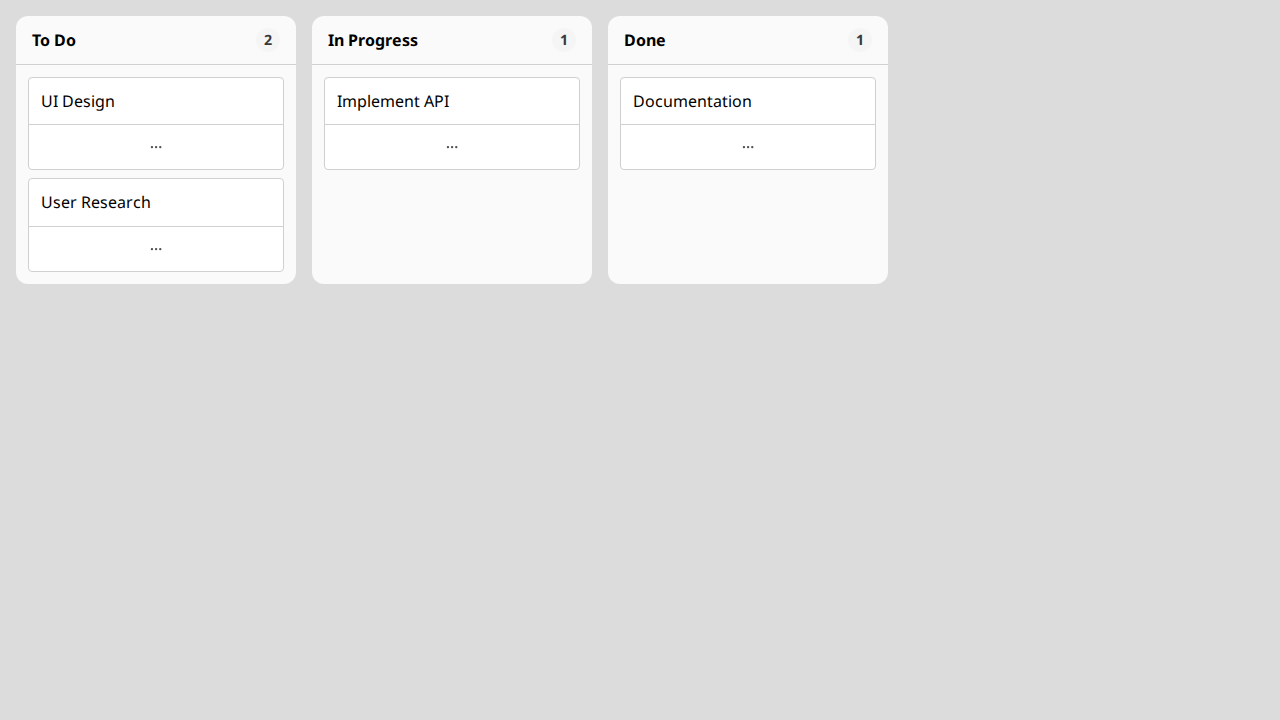 To Do 2
UI Design
...
User Research
...
In Progress 1
Implement API
...
Done 1
Documentation
...